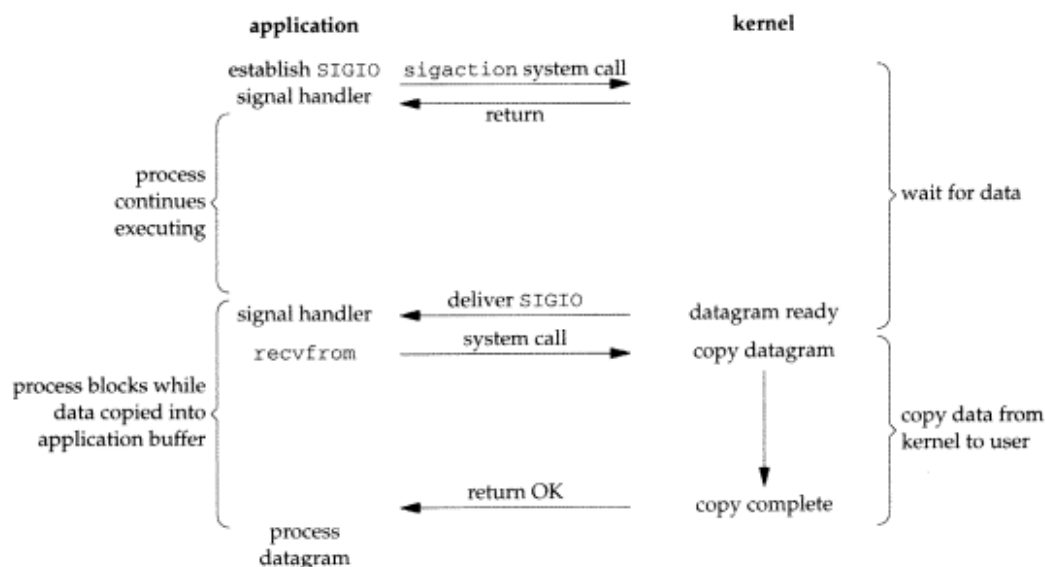 application
kernel
establish SIGIO
sigaction system call
signal handler
return
process
continues
executing
wait for data
deliver SIGIO
signal handler
datagram ready
recvfrom
system call
copy datagram
process blocks while
data copied into
application buffer
copy data from
kernel to user
return OK
copy complete
process
datagram